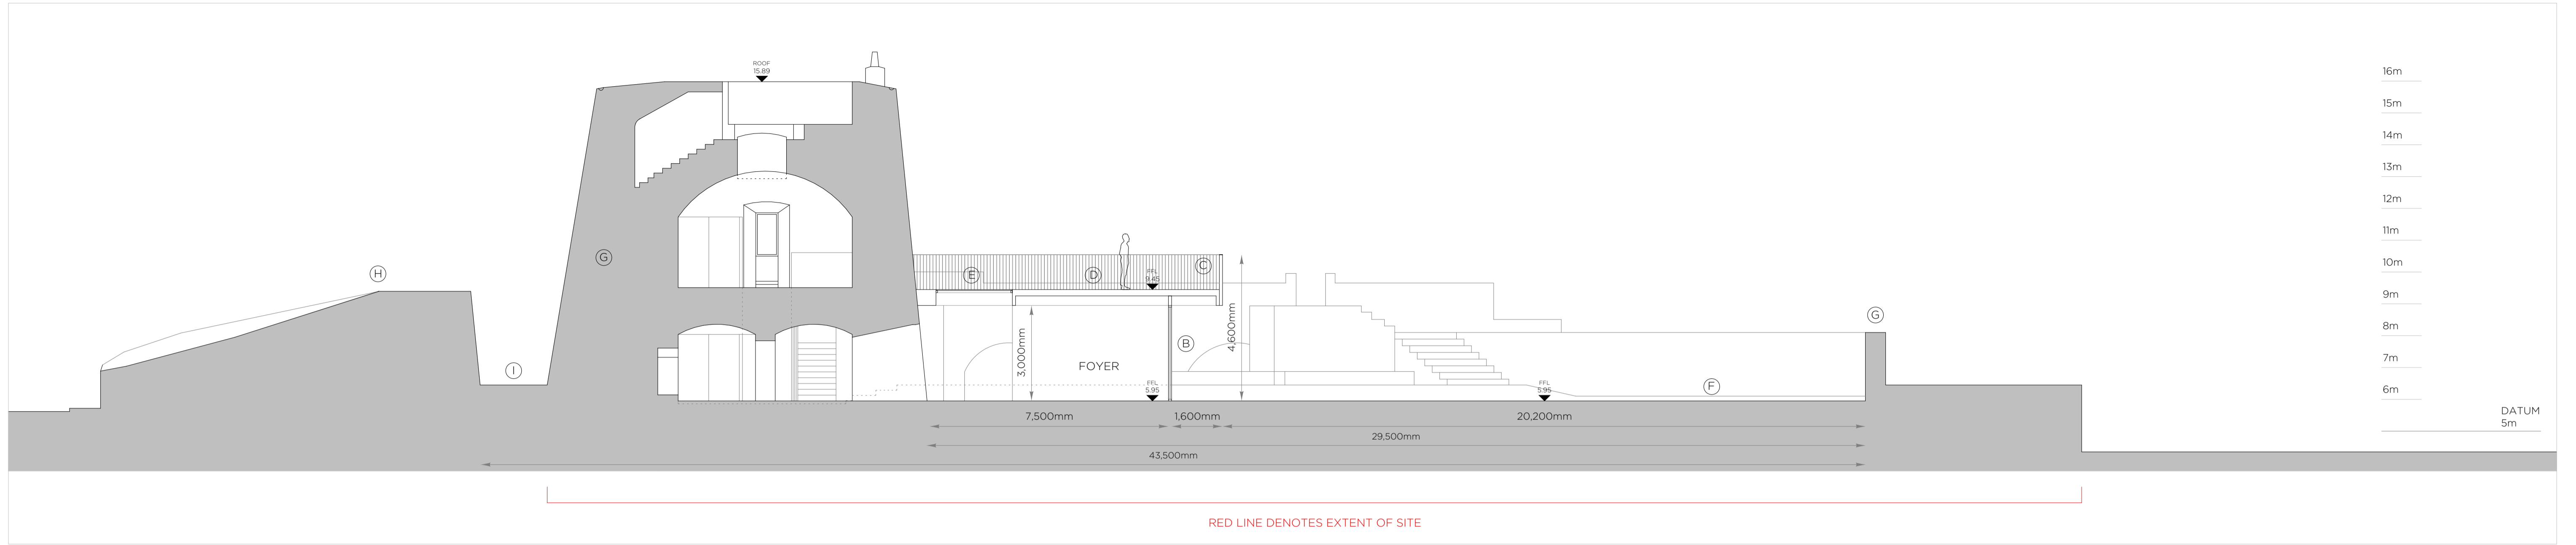 ROOF
15.89
16m
15m
14m
13m
12m
11m
10m
9m
8m
7m
6m
DATUM
5m
G
H
I
E
D
C
FFL
9.45
B
3,000mm
4,600mm
FOYER
FFL
5.95
FFL
5.95
F
G
7,500mm
1,600mm
20,200mm
29,500mm
43,500mm
RED LINE DENOTES EXTENT OF SITE